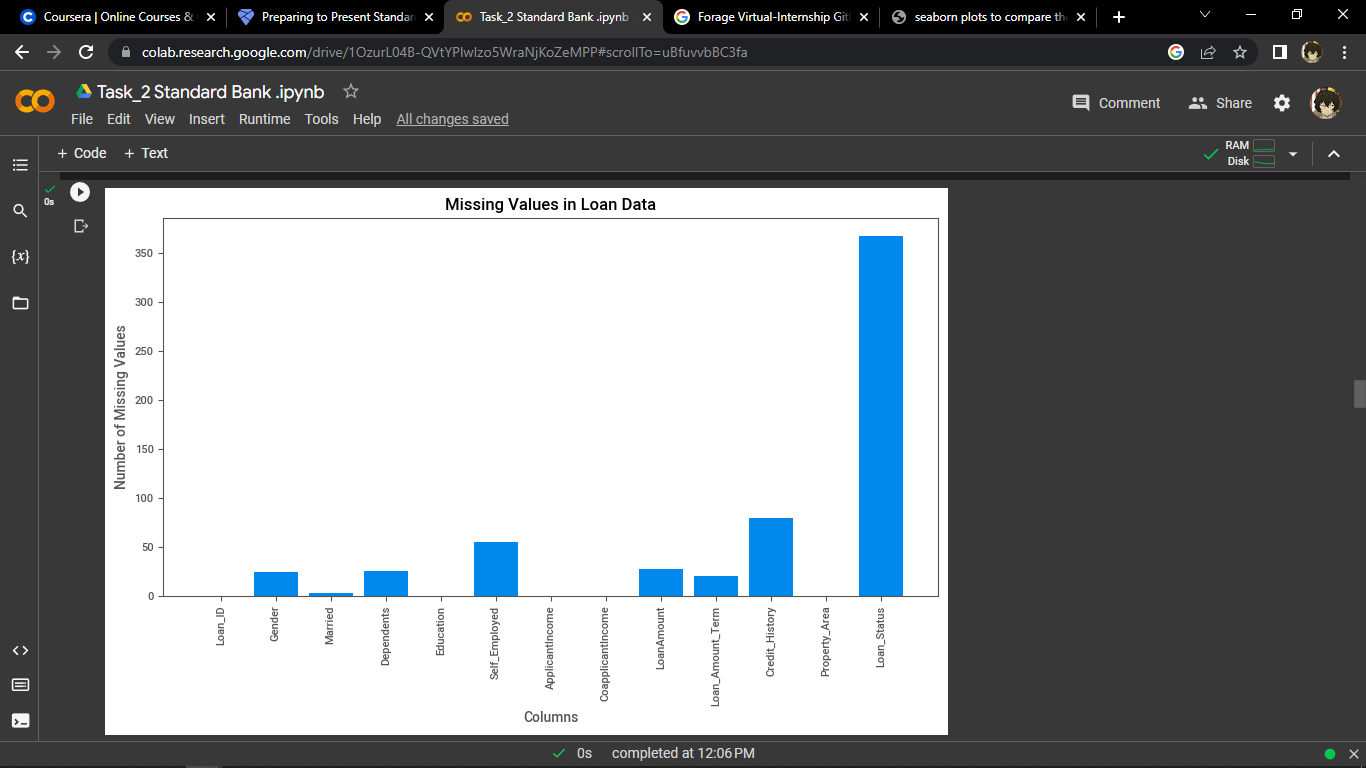 Coursera | Online Courses &
Preparing to Present Standar
Task_2 Standard Bank .ipynb
Forage Virtual-Internship Git
seaborn plots to compare th
colab.research.google.com/drive/1OzurL04B-QVtYPlwlzo5WraNjKoZeMPP#scrollTo=uBfuvvbBC3fa
Task_2 Standard Bank .ipynb
Comment
Share
File Edit View Insert Runtime Tools Help All changes saved
+ Code + Text
RAM
Disk
0s
{x}
Missing Values in Loan Data
Number of Missing Values
350
300
250
200
150
100
50
0
Loan_ID
Gender
Married
Dependents
Education
Self_Employed
ApplicantIncome
CoapplicantIncome
LoanAmount
Loan_Amount_Term
Credit_History
Property_Area
Loan_Status
Columns
0s completed at 12:06 PM